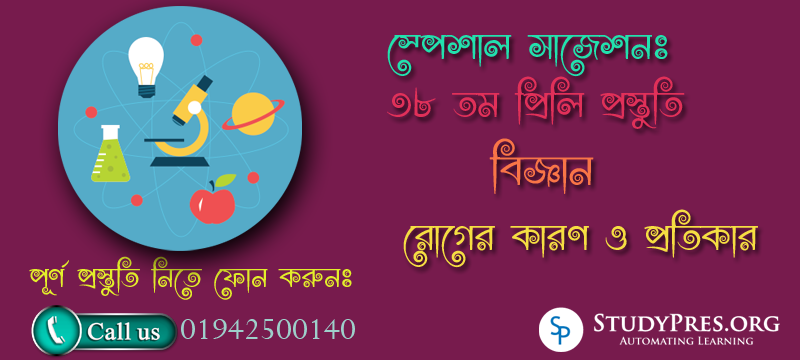 স্পেশাল সাজেশনঃ
৩৮ তম প্রিলি প্রস্তুতি
বিজ্ঞান
রোগের কারণ ও প্রতিকার
পূর্ণ প্রস্তুতি নিতে ফোন করুনঃ
Call us 01942500140
SP STUDYPRES.ORG
AUTOMATING LEARNING